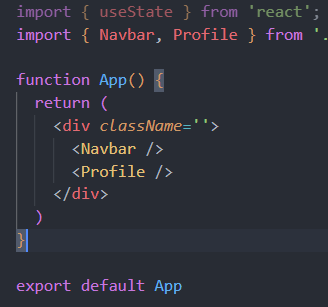 import { useState } from 'react';
import { Navbar, Profile } from '.
function App() {
return (
<div className=''>
<Navbar />
<Profile />
</div>
)
}
export default App